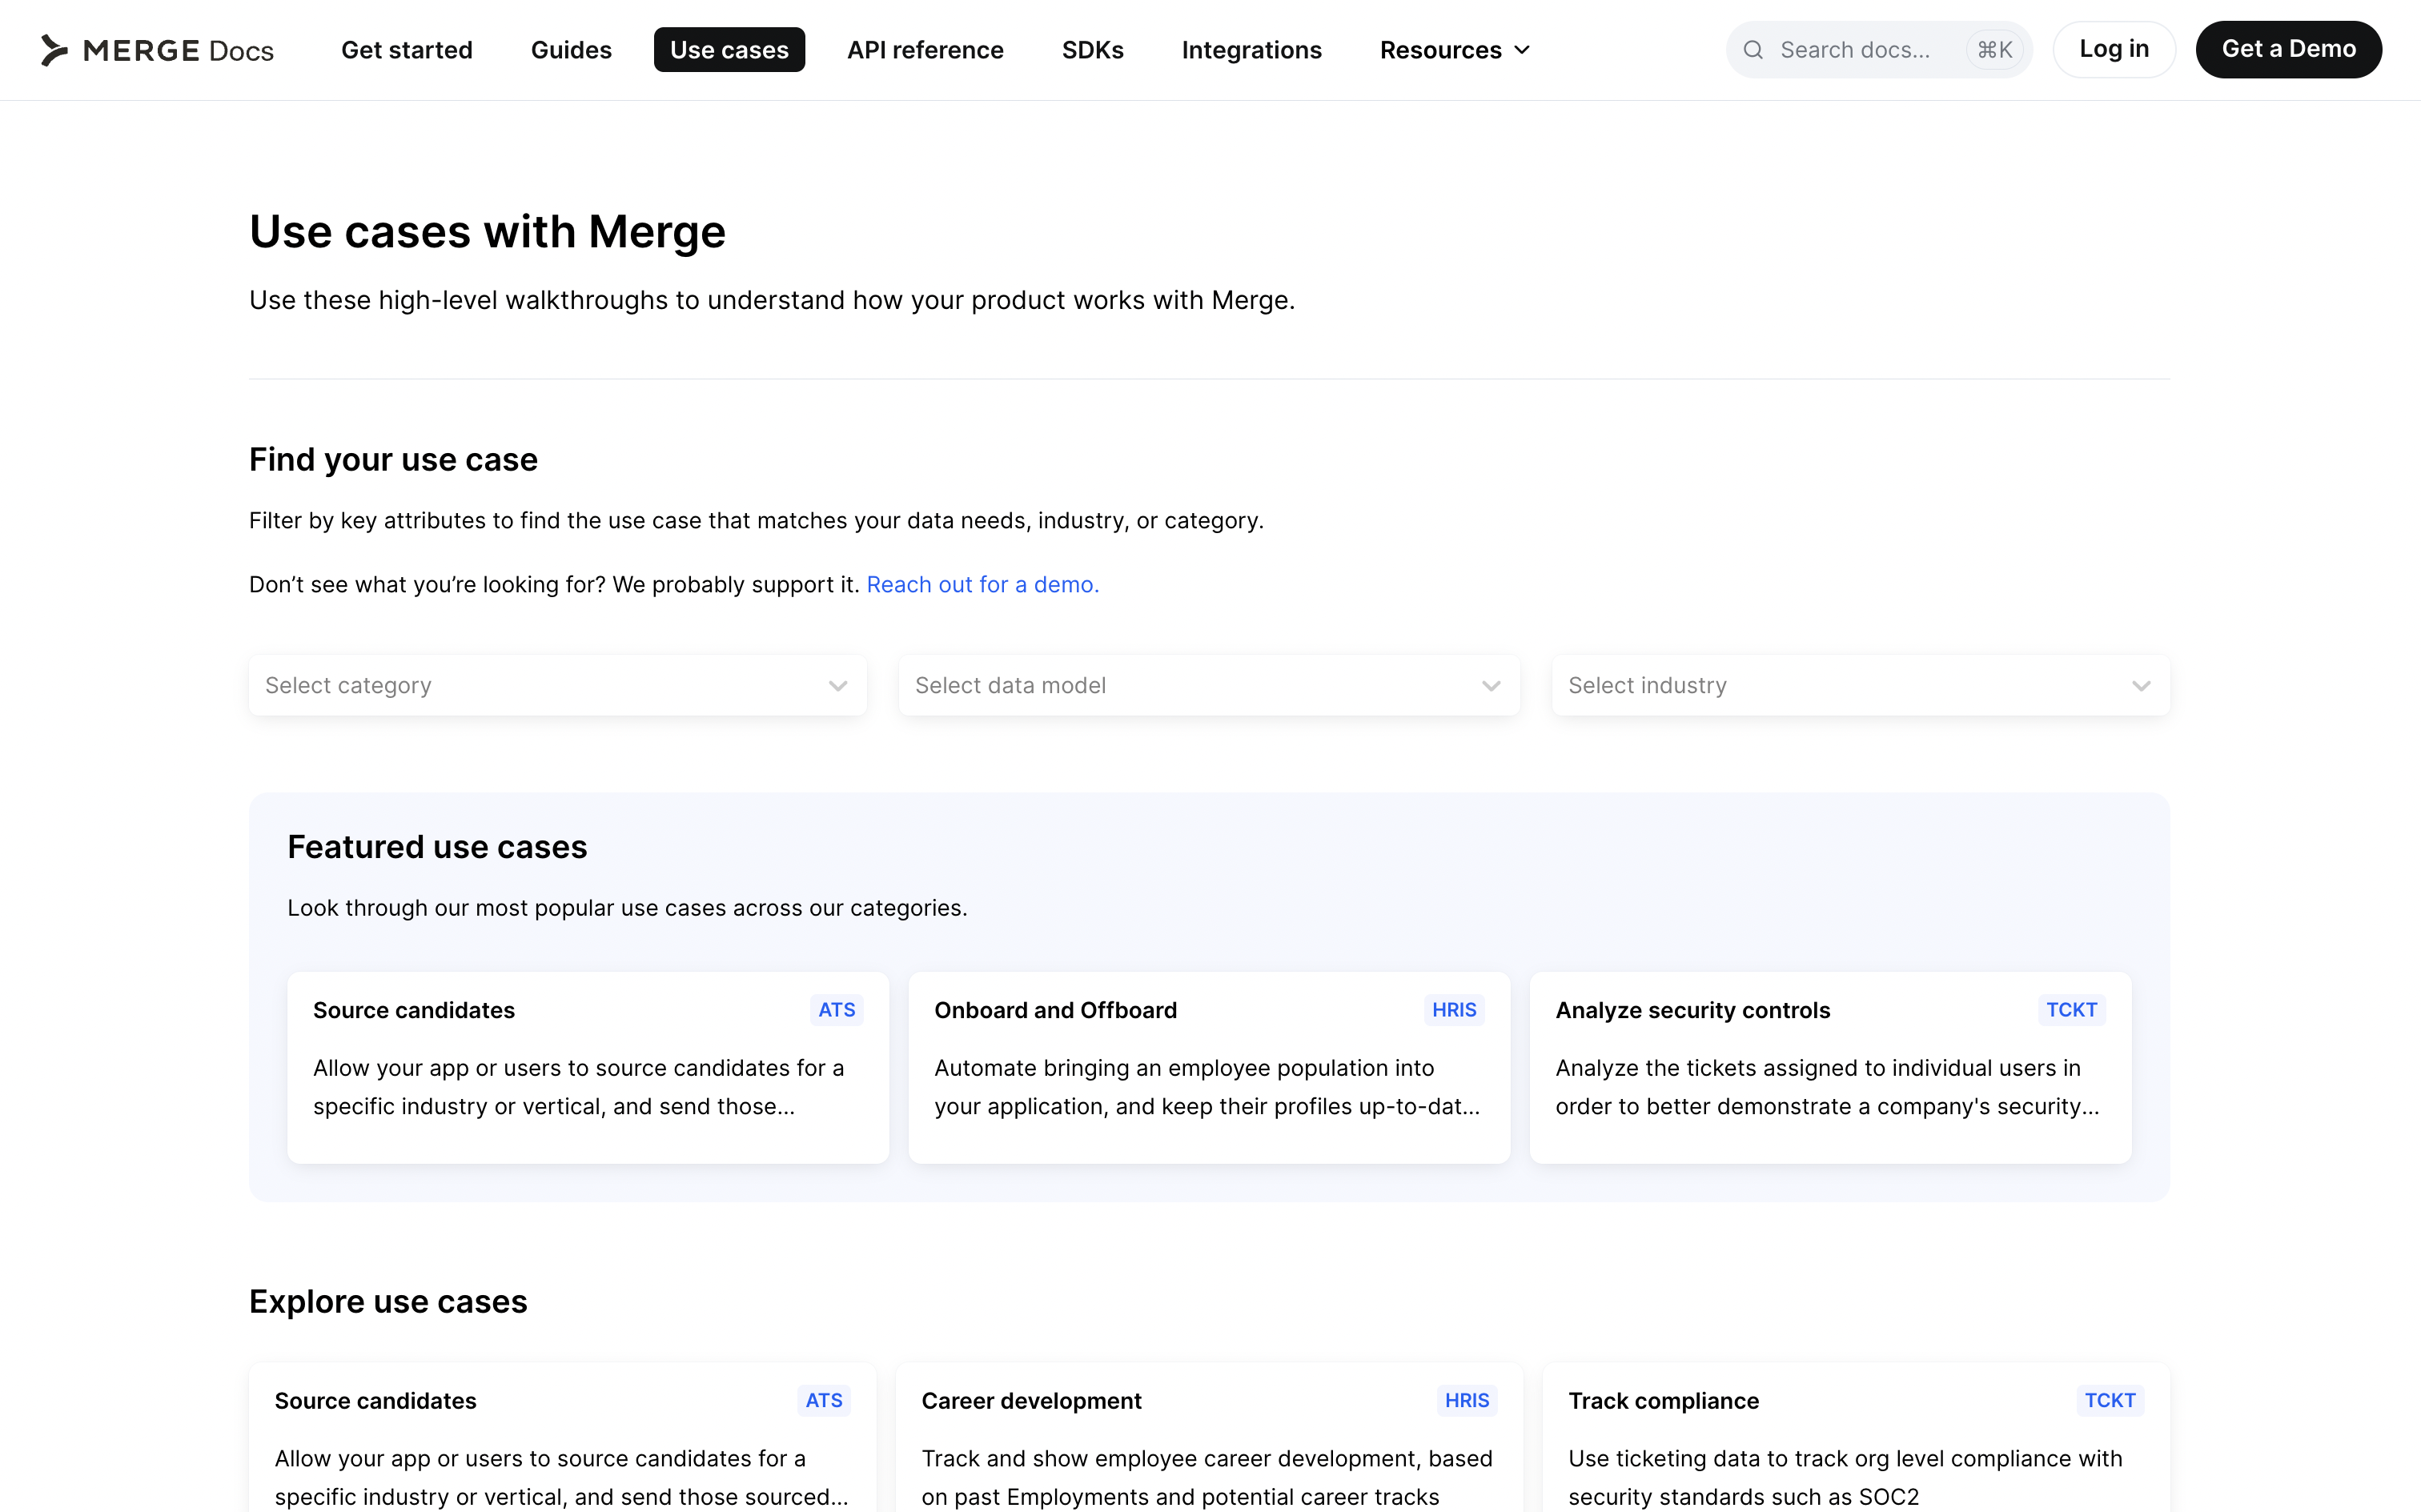 MERGE Docs
Get started
Guides
Use cases
API reference
SDKs
Integrations
Resources
Search docs...
⌘K
Log in
Get a Demo
Use cases with Merge
Use these high-level walkthroughs to understand how your product works with Merge.
Find your use case
Filter by key attributes to find the use case that matches your data needs, industry, or category.
Don’t see what you’re looking for? We probably support it. Reach out for a demo.
Select category
Select data model
Select industry
Featured use cases
Look through our most popular use cases across our categories.
Source candidates
ATS
Allow your app or users to source candidates for a
specific industry or vertical, and send those...
Onboard and Offboard
HRIS
Automate bringing an employee population into
your application, and keep their profiles up-to-dat...
Analyze security controls
TCKT
Analyze the tickets assigned to individual users in
order to better demonstrate a company's security...
Explore use cases
Source candidates
ATS
Allow your app or users to source candidates for a
specific industry or vertical, and send those sourced...
Career development
HRIS
Track and show employee career development, based
on past Employments and potential career tracks
Track compliance
TCKT
Use ticketing data to track org level compliance with
security standards such as SOC2